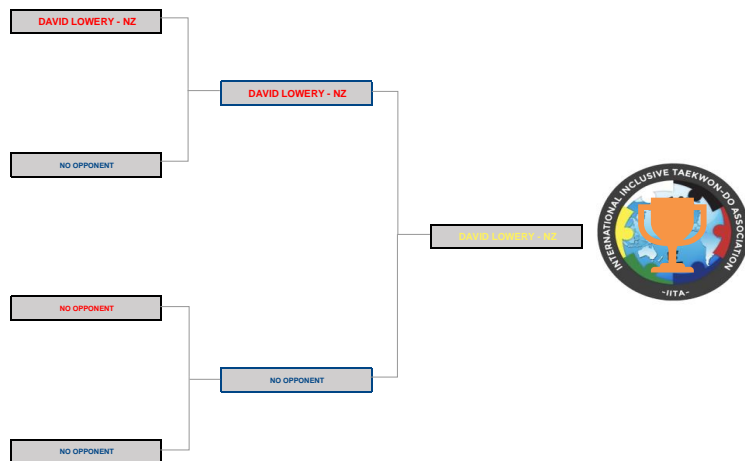 DAVID LOWERY - NZ
DAVID LOWERY - NZ
NO OPPONENT
DAVID LOWERY - NZ
INTERNATIONAL INCLUSIVE TAEKWON-DO ASSOCIATION
-IITA-
NO OPPONENT
NO OPPONENT
NO OPPONENT